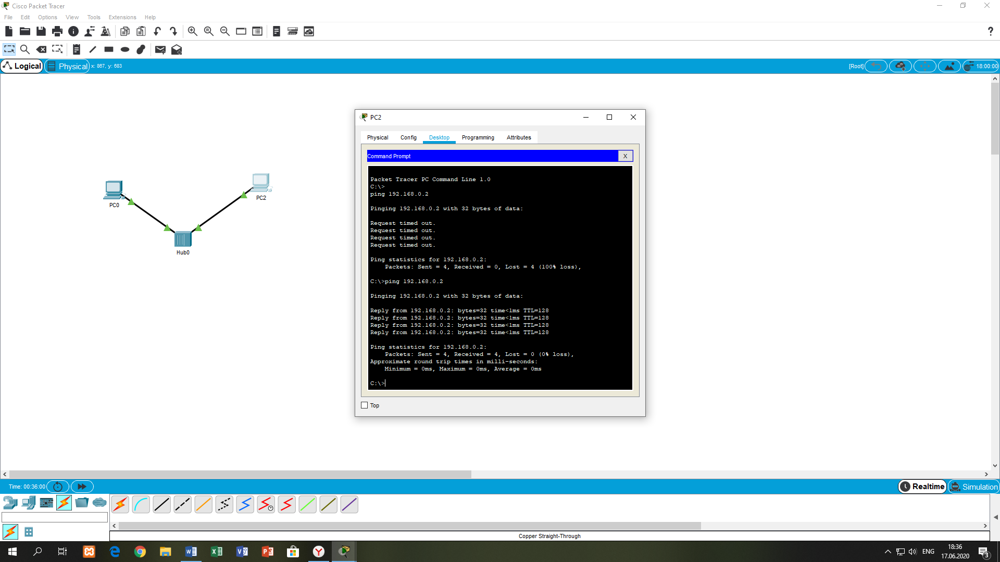 Cisco Packet Tracer
File Edit Options View Tools Extensions Help
Logical Physical x: 867, y: 683 [Root] 18:00:00
PC0
PC2
Hub0
PC2
Physical Config Desktop Programming Attributes
Command Prompt X
Packet Tracer PC Command Line 1.0
C:\>
ping 192.168.0.2
Pinging 192.168.0.2 with 32 bytes of data:
Request timed out.
Request timed out.
Request timed out.
Request timed out.
Ping statistics for 192.168.0.2:
Packets: Sent = 4, Received = 0, Lost = 4 (100% loss),
C:\>ping 192.168.0.2
Pinging 192.168.0.2 with 32 bytes of data:
Reply from 192.168.0.2: bytes=32 time<1ms TTL=128
Reply from 192.168.0.2: bytes=32 time<1ms TTL=128
Reply from 192.168.0.2: bytes=32 time<1ms TTL=128
Reply from 192.168.0.2: bytes=32 time<1ms TTL=128
Ping statistics for 192.168.0.2:
Packets: Sent = 4, Received = 4, Lost = 0 (0% loss),
Approximate round trip times in milli-seconds:
Minimum = 0ms, Maximum = 0ms, Average = 0ms
C:\>
Top
Time: 00:36:00 Realtime Simulation
Copper Straight-Through
ENG
18:36
17.06.2020
3